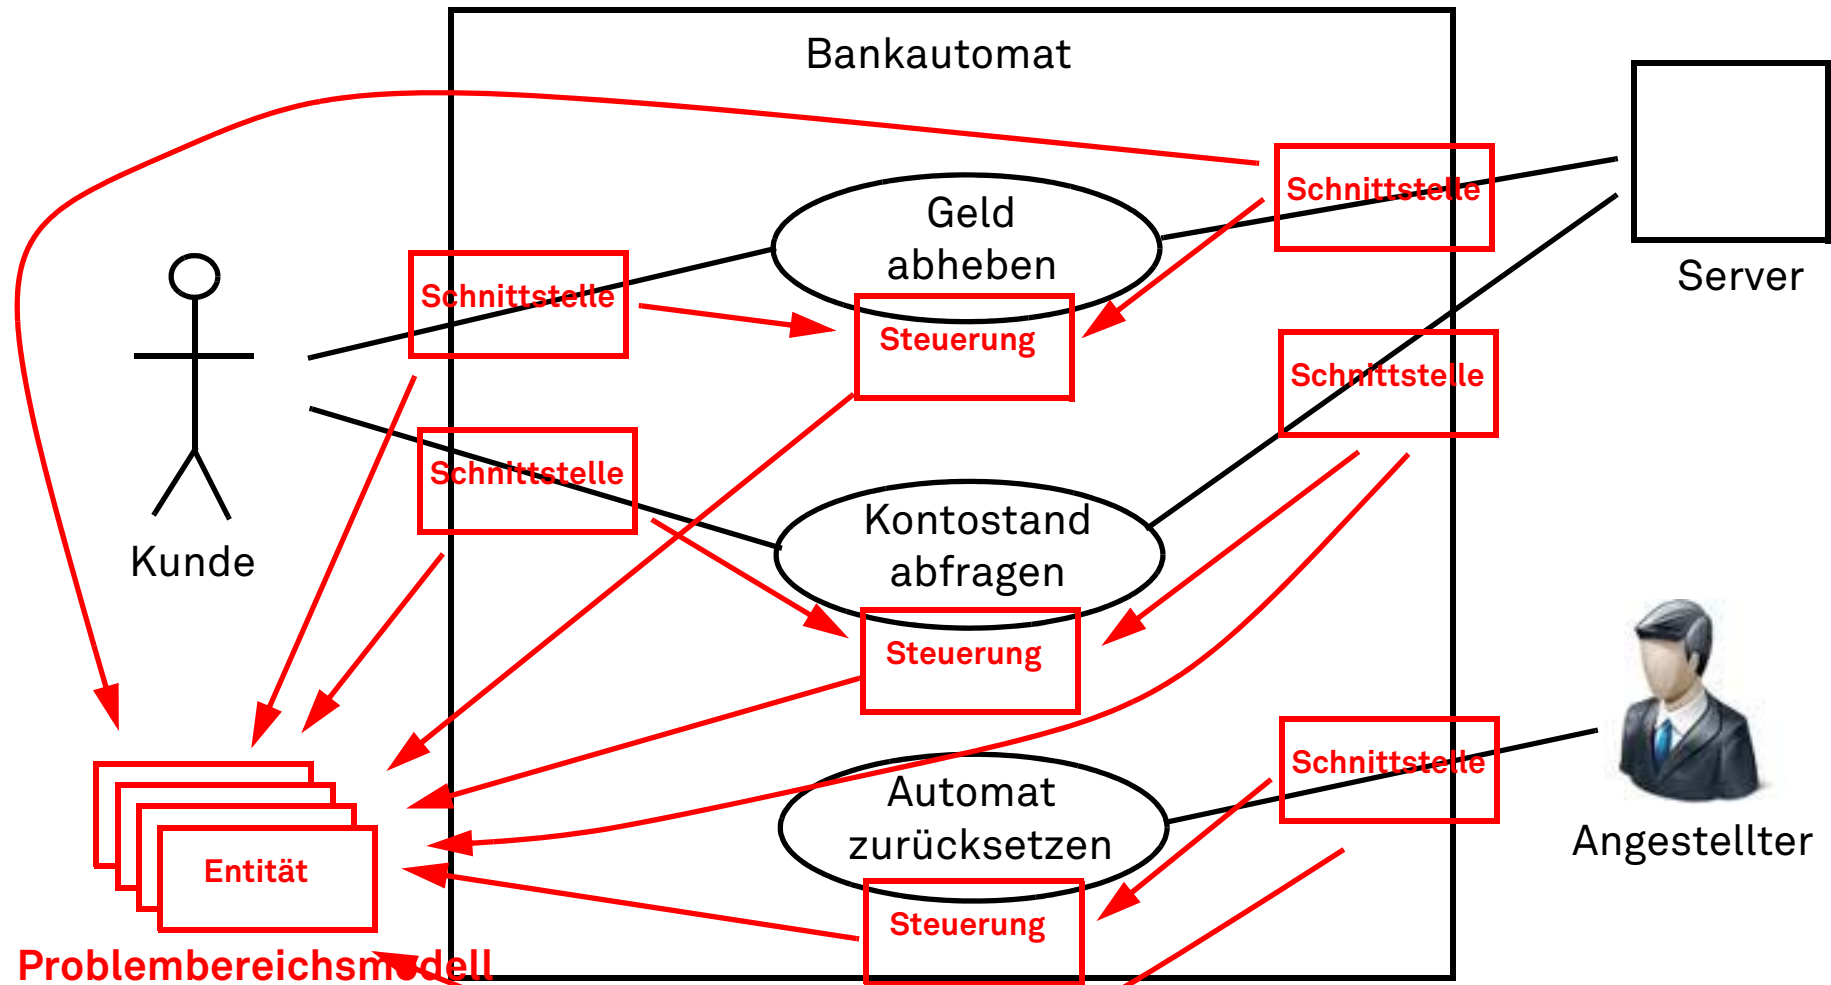 Bankautomat
Schnittstelle
Geld
abheben
Server
Schnittstelle
Steuerung
Schnittstelle
Schnittstelle
Kontostand
abfragen
Kunde
Steuerung
Schnittstelle
Automat
zurücksetzen
Angestellter
Entität
Steuerung
Problembereichsmodell